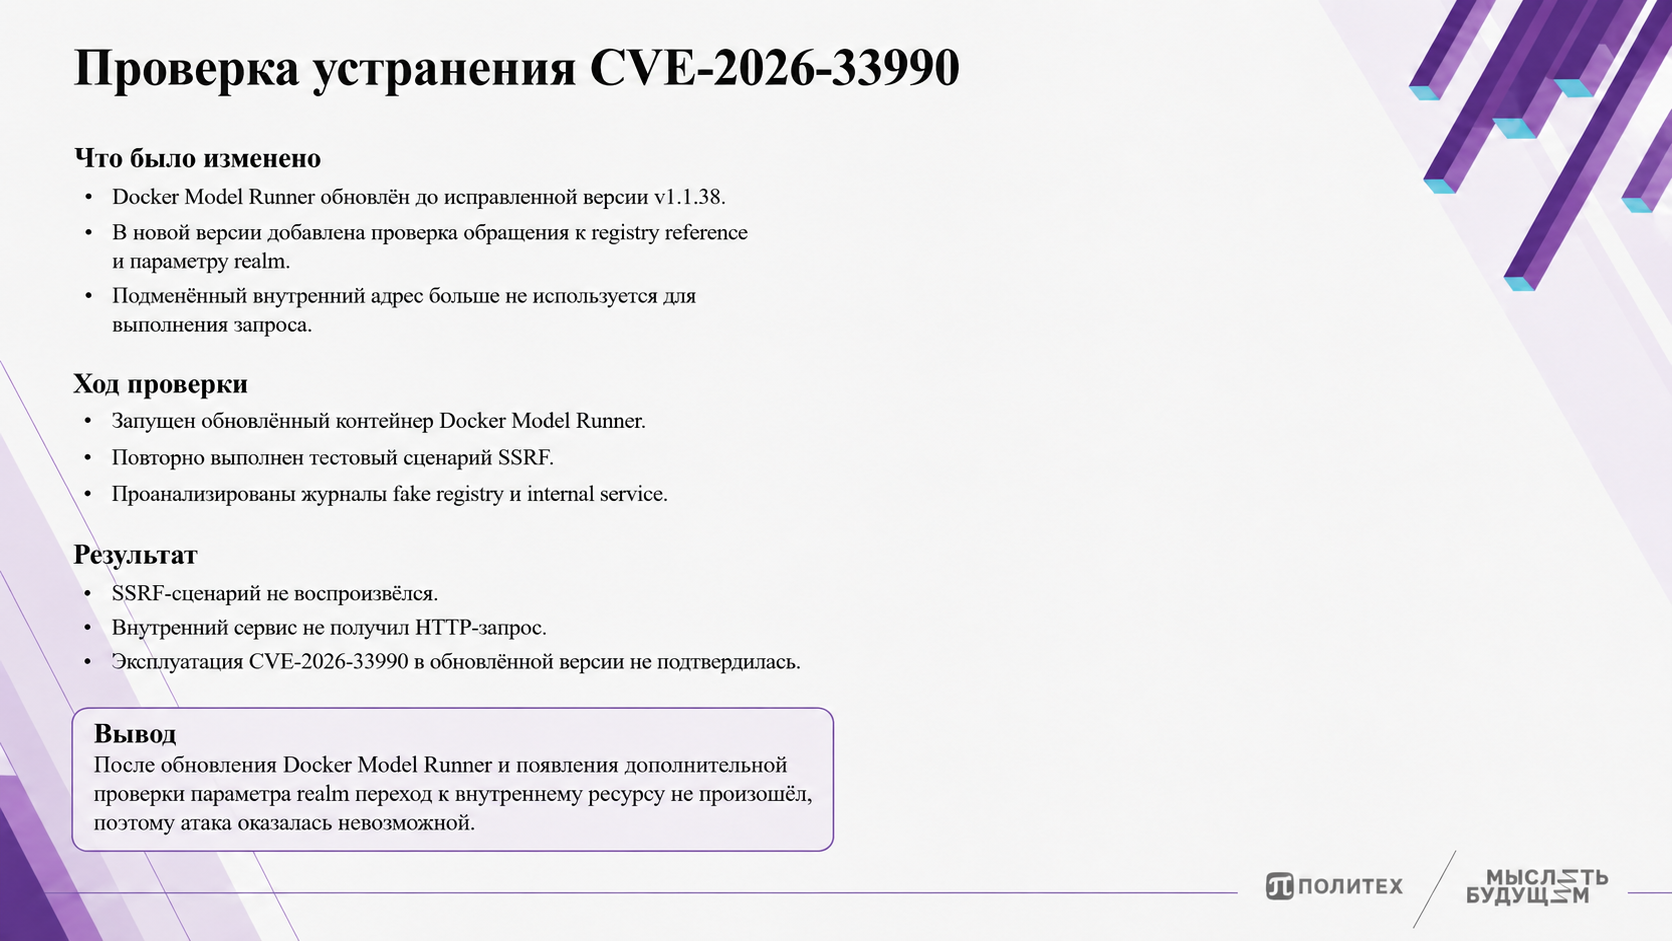 Проверка устранения CVE-2026-33990
Что было изменено
• Docker Model Runner обновлён до исправленной версии v1.1.38.
• В новой версии добавлена проверка обращения к registry reference
и параметру realm.
• Подменённый внутренний адрес больше не используется для
выполнения запроса.
Ход проверки
• Запущен обновлённый контейнер Docker Model Runner.
• Повторно выполнен тестовый сценарий SSRF.
• Проанализированы журналы fake registry и internal service.
Результат
• SSRF-сценарий не воспроизвёлся.
• Внутренний сервис не получил HTTP-запрос.
• Эксплуатация CVE-2026-33990 в обновлённой версии не подтвердилась.
Вывод
После обновления Docker Model Runner и появления дополнительной
проверки параметра realm переход к внутреннему ресурсу не произошёл,
поэтому атака оказалась невозможной.
π ПОЛИТЕХ
МЫСЛЕТЬ
БУДУЩЕМ